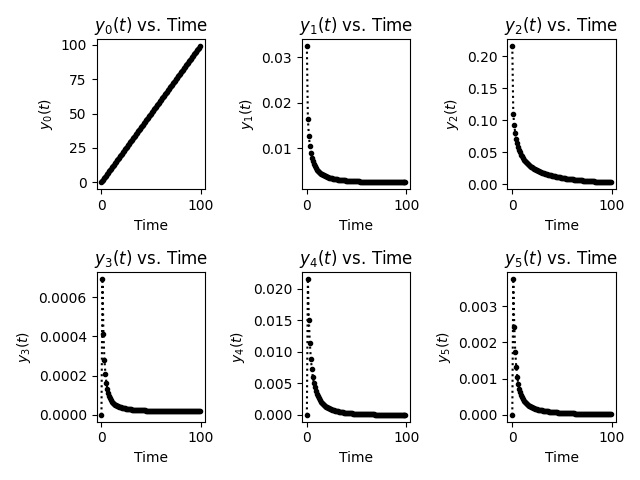 y₀(t) vs. Time
y₁(t) vs. Time
y₂(t) vs. Time
100
75
50
25
0
y₀(t)
0
100
Time
0.03
0.02
0.01
y₁(t)
0
100
Time
0.20
0.15
0.10
0.05
0.00
y₂(t)
0
100
Time
y₃(t) vs. Time
y₄(t) vs. Time
y₅(t) vs. Time
0.0006
0.0004
0.0002
0.0000
y₃(t)
0
100
Time
0.020
0.015
0.010
0.005
0.000
y₄(t)
0
100
Time
0.003
0.002
0.001
0.000
y₅(t)
0
100
Time